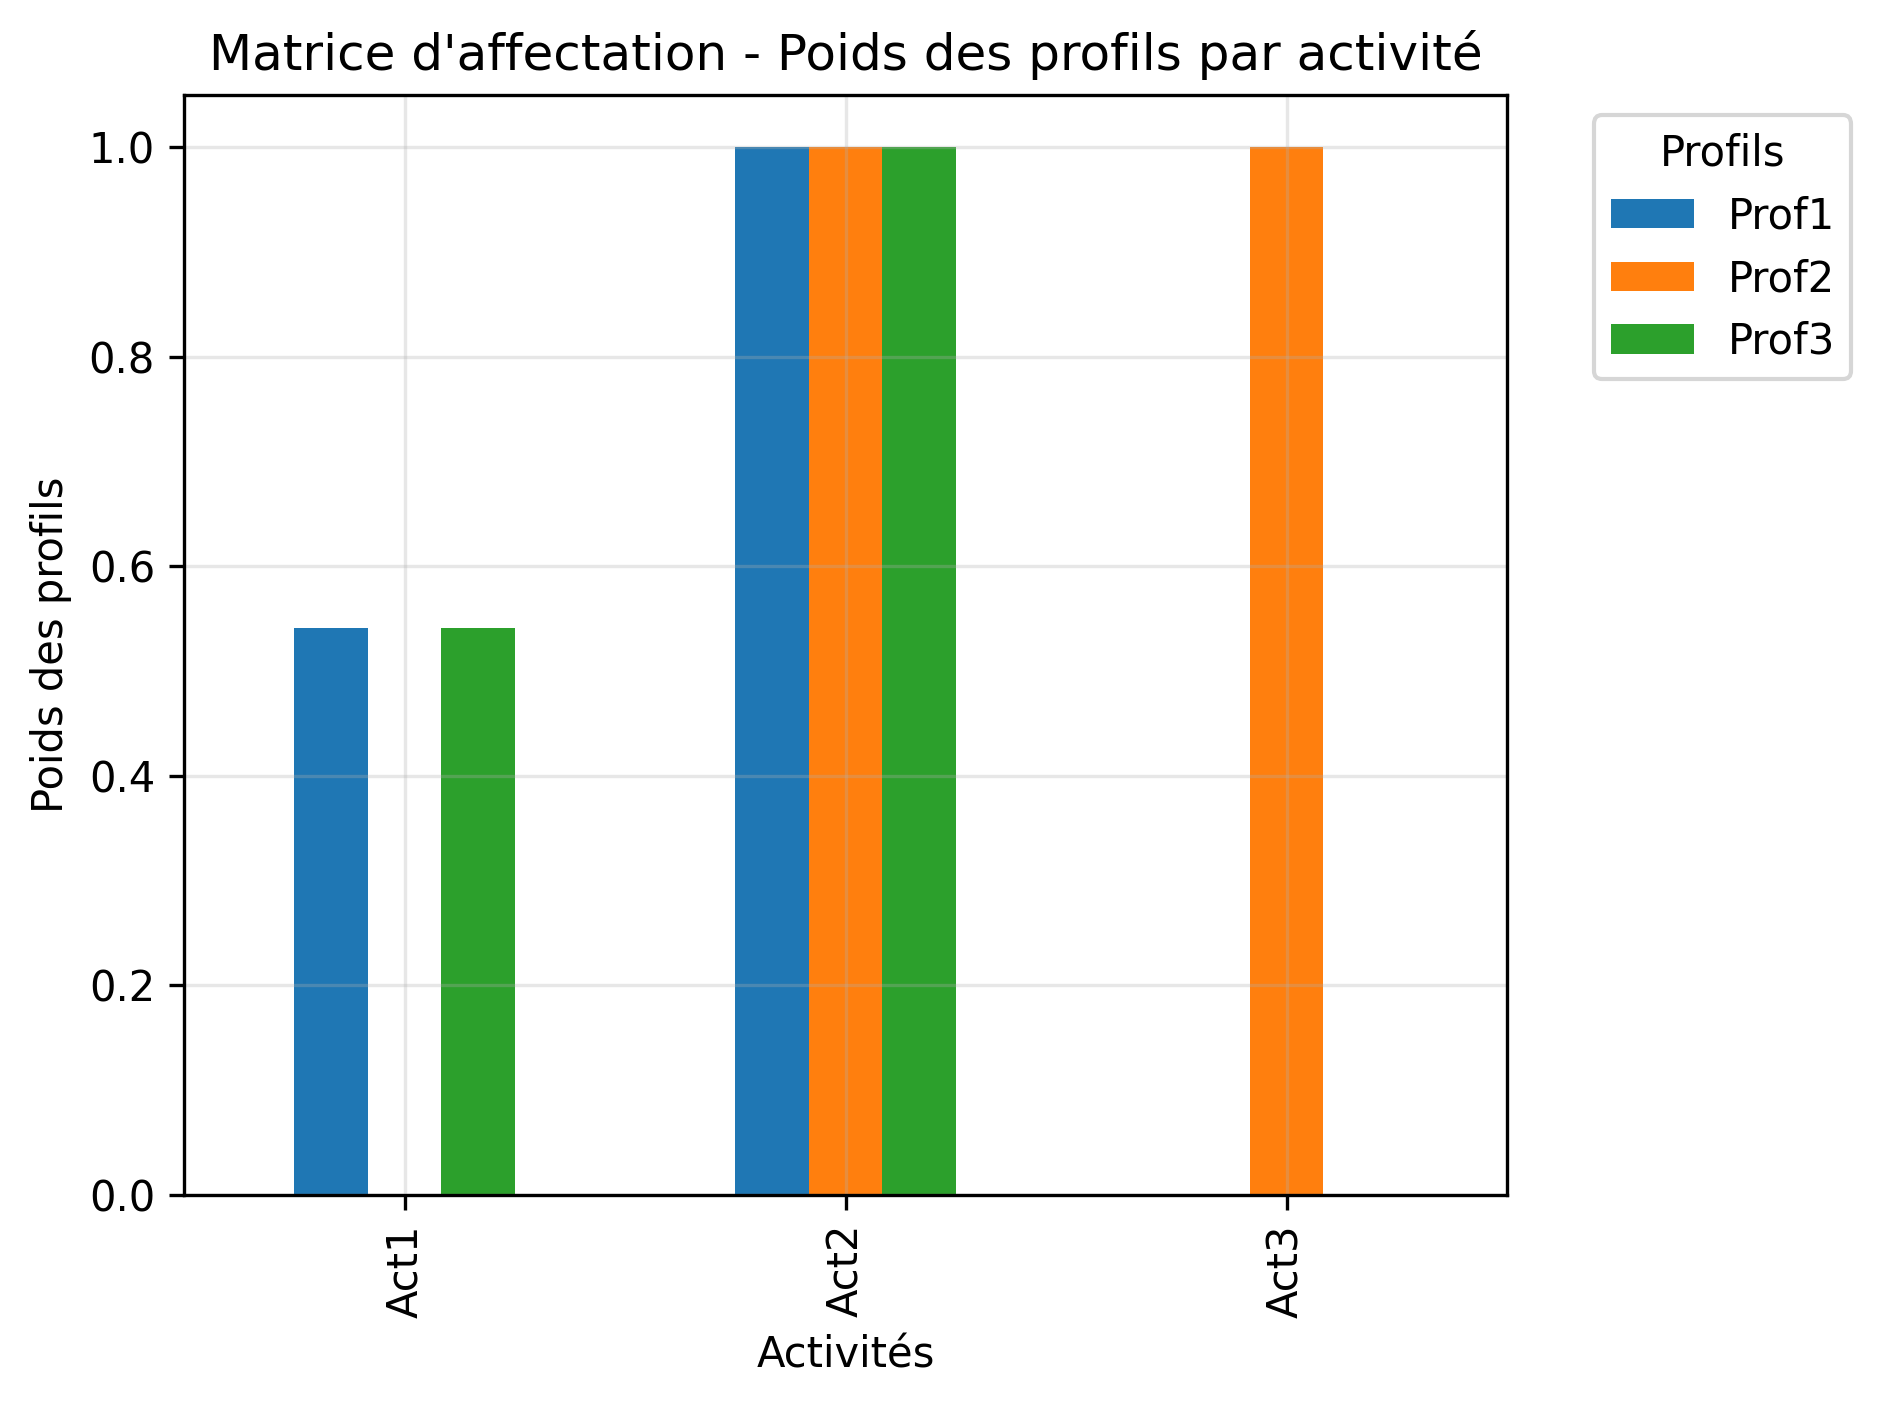 Matrice d'affectation - Poids des profils par activité
Profils
Prof1
Prof2
Prof3
Poids des profils
1.0
0.8
0.6
0.4
0.2
0.0
Act1
Act2
Act3
Activités